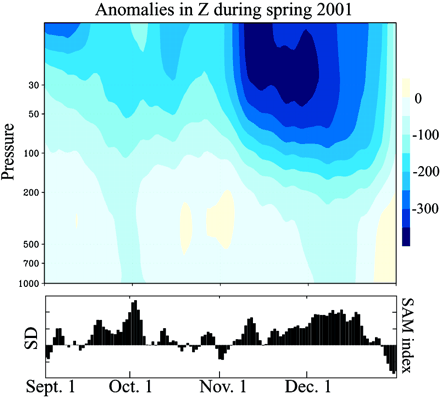 Anomalies in Z during spring 2001
Pressure
30
50
100
200
500
700
1000
0
-100
-200
-300
SD
SAM index
Sept. 1 Oct. 1 Nov. 1 Dec. 1